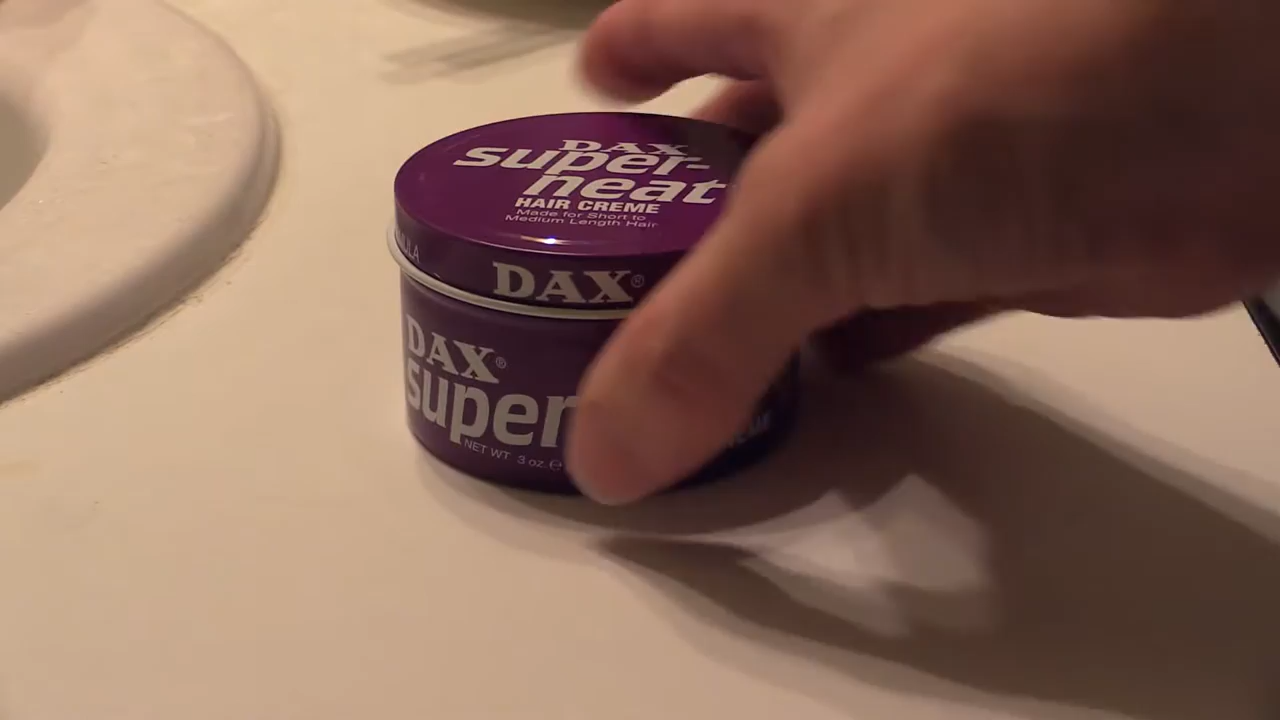 DAX
super-
neat
HAIR CREME
Made for Short to
Medium Length Hair
DAX®
DAX®
super
NET WT 3 oz. ℮